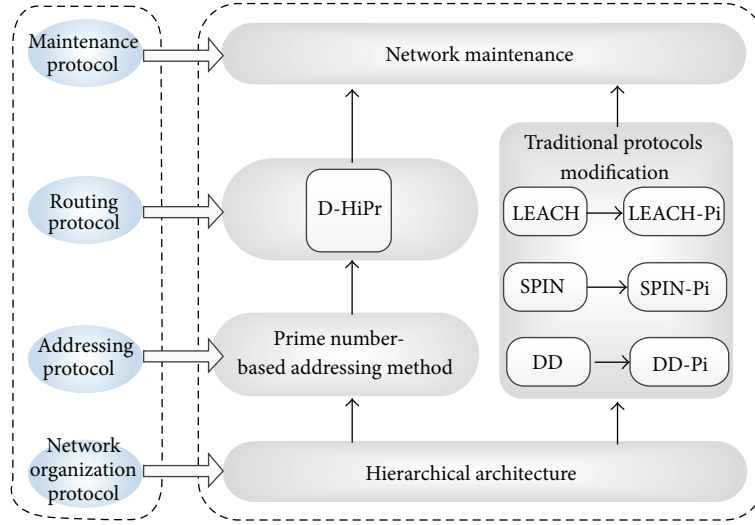 Maintenance
protocol
Network maintenance
Traditional protocols
modification
Routing
protocol
D-HiPr
LEACH
LEACH-Pi
SPIN
SPIN-Pi
Addressing
protocol
Prime number-
based addressing method
DD
DD-Pi
Network
organization
protocol
Hierarchical architecture